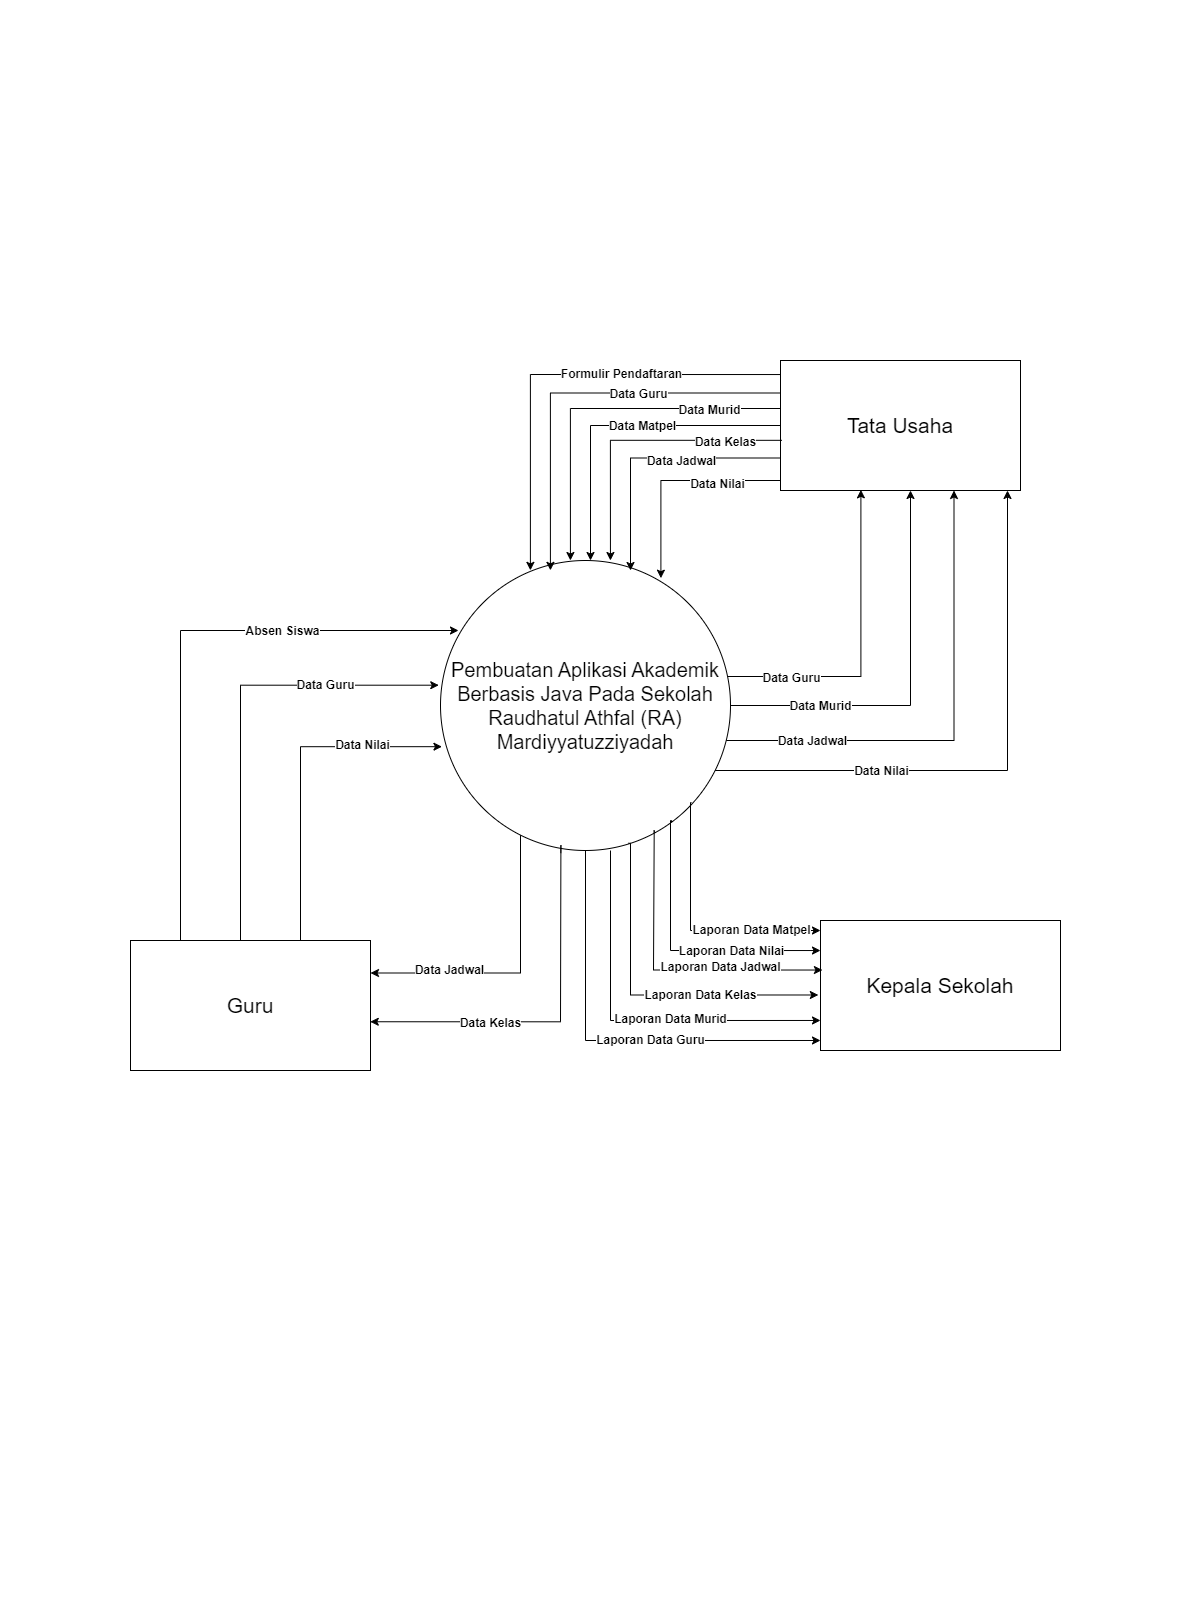 Formulir Pendaftaran
Data Guru
Data Murid
Data Matpel
Data Kelas
Data Jadwal
Data Nilai
Tata Usaha
Absen Siswa
Data Guru
Data Nilai
Pembuatan Aplikasi Akademik
Berbasis Java Pada Sekolah
Raudhatul Athfal (RA)
Mardiyyatuzziyadah
Data Guru
Data Murid
Data Jadwal
Data Nilai
Guru
Data Jadwal
Data Kelas
Laporan Data Matpel
Laporan Data Nilai
Laporan Data Jadwal
Laporan Data Kelas
Laporan Data Murid
Laporan Data Guru
Kepala Sekolah